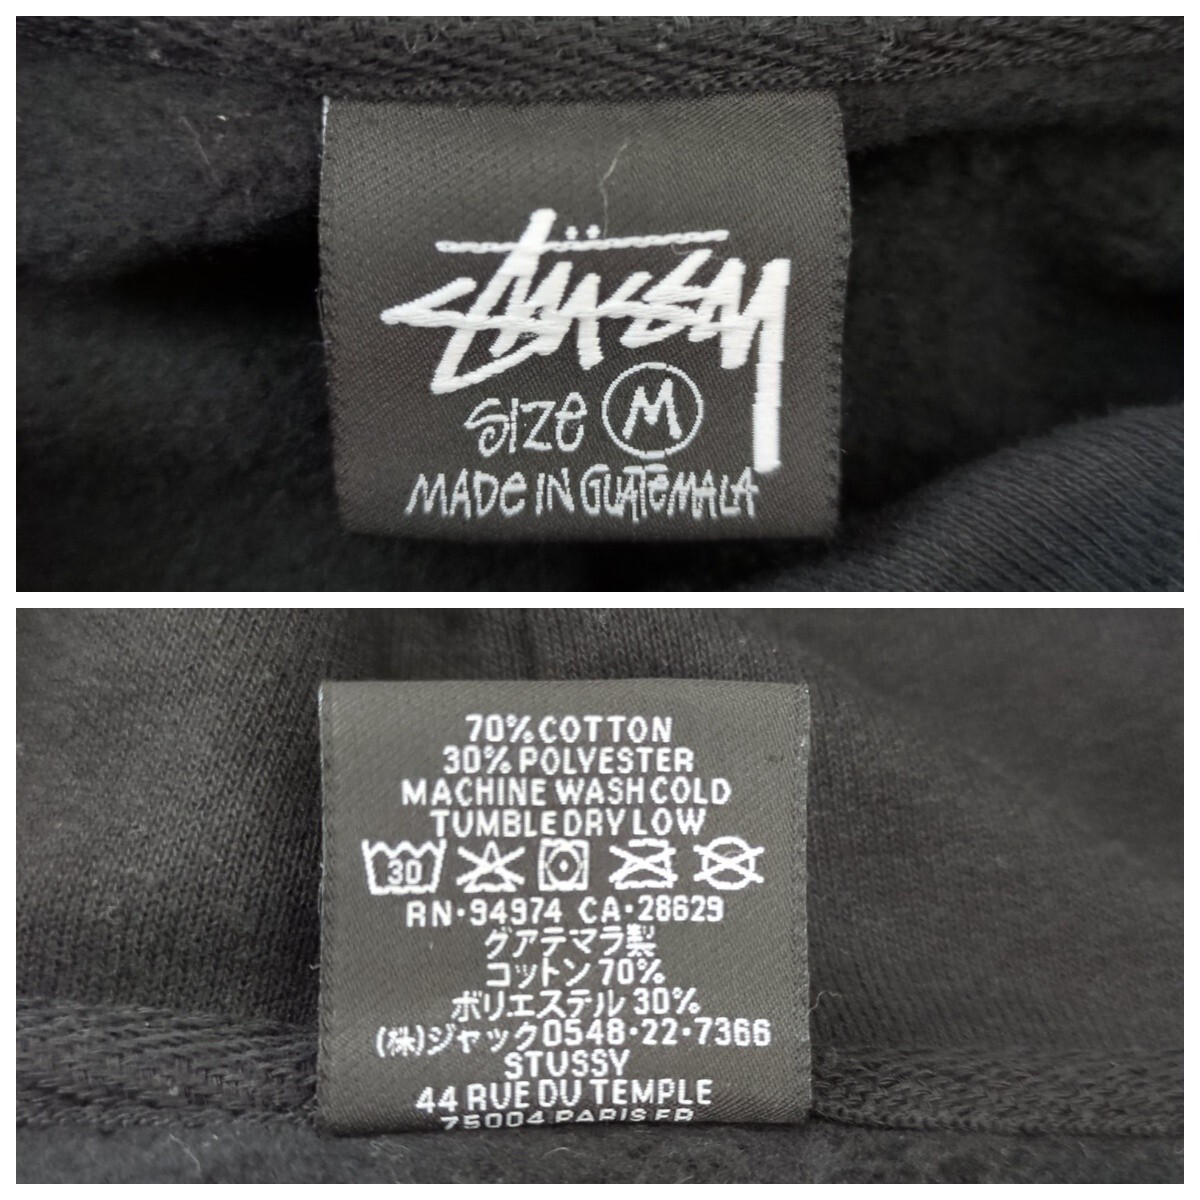 Stüssy
SIZE M
MADE IN GUATEMALA
70% COTTON
30% POLYESTER
MACHINE WASH COLD
TUMBLE DRY LOW
30
RN·94974 CA·28629
グアテマラ製
コットン 70%
ポリエステル 30%
(株)ジャック0548·22·7366
STUSSY
44 RUE DU TEMPLE
75004 PARIS FR